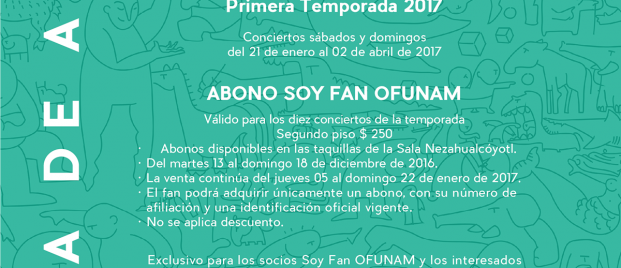 Primera Temporada 2017
Conciertos sábados y domingos
del 21 de enero al 02 de abril de 2017
ABONO SOY FAN OFUNAM
Válido para los diez conciertos de la temporada
Segundo piso $ 250
· Abonos disponibles en las taquillas de la Sala Nezahualcóyotl.
· Del martes 13 al domingo 18 de diciembre de 2016.
· La venta continúa del jueves 05 al domingo 22 de enero de 2017.
· El fan podrá adquirir únicamente un abono, con su número de
afiliación y una identificación oficial vigente.
· No se aplica descuento.
Exclusivo para los socios Soy Fan OFUNAM y los interesados
A DE A